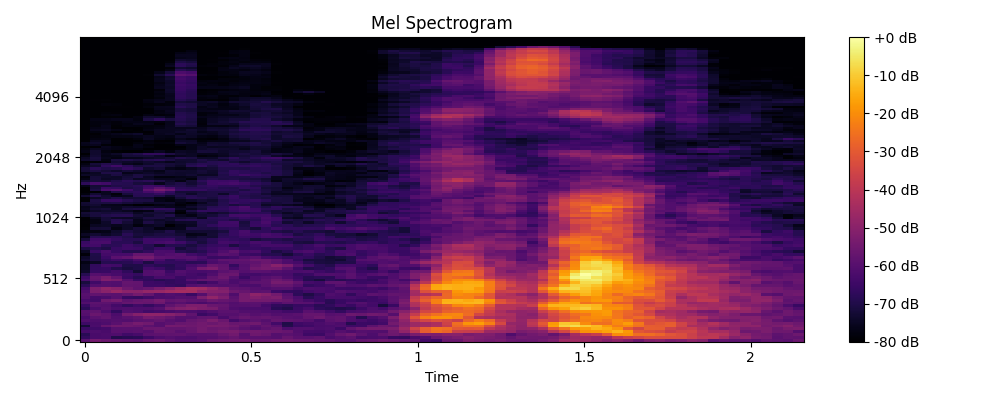 Mel Spectrogram
+0 dB
-10 dB
-20 dB
-30 dB
-40 dB
-50 dB
-60 dB
-70 dB
-80 dB
Hz
4096
2048
1024
512
0
0
0.5
1
1.5
2
Time